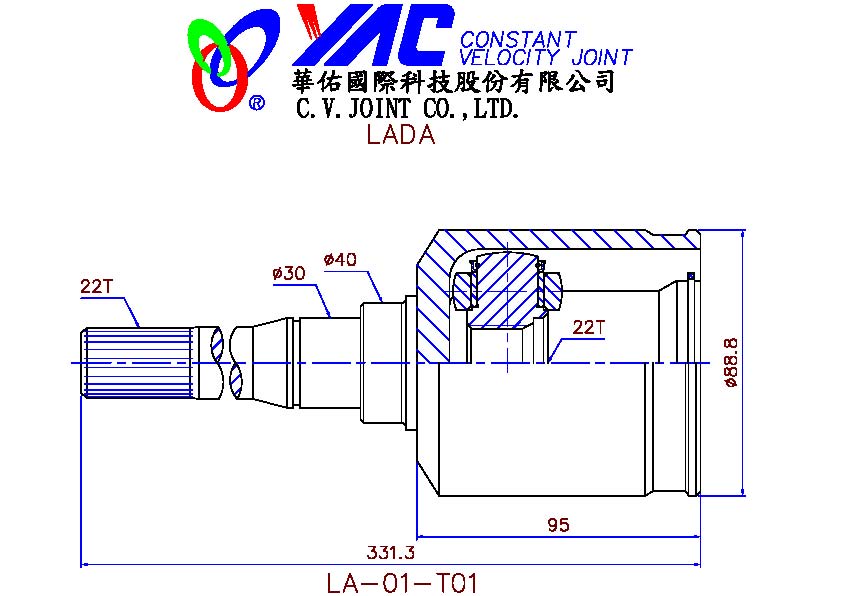 YAC CONSTANT
VELOCITY JOINT
®
華佑國際科技股份有限公司
C.V.JOINT CO.,LTD.
LADA
ø40
ø30
22T
22T
ø88.8
95
331.3
LA-01-T01